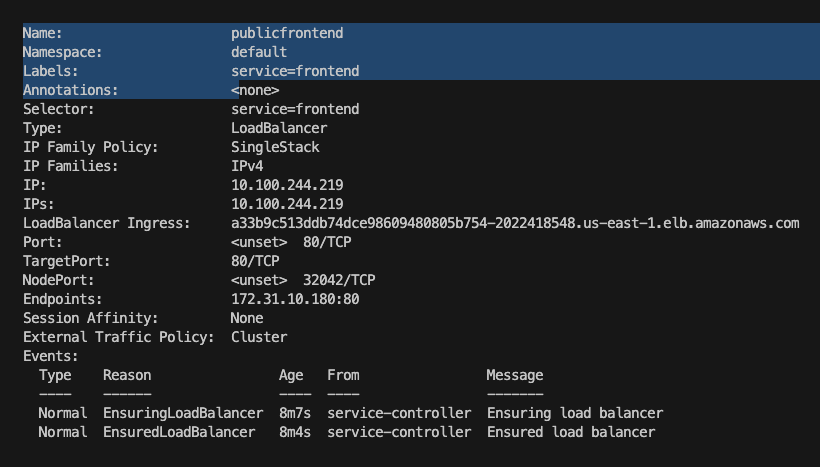 Name: publicfrontend
Namespace: default
Labels: service=frontend
Annotations: <none>
Selector: service=frontend
Type: LoadBalancer
IP Family Policy: SingleStack
IP Families: IPv4
IP: 10.100.244.219
IPs: 10.100.244.219
LoadBalancer Ingress: a33b9c513ddb74dce98609480805b754-2022418548.us-east-1.elb.amazonaws.com
Port: <unset> 80/TCP
TargetPort: 80/TCP
NodePort: <unset> 32042/TCP
Endpoints: 172.31.10.180:80
Session Affinity: None
External Traffic Policy: Cluster
Events:
Type Reason Age From Message
---- ------ ---- ---- -------
Normal EnsuringLoadBalancer 8m7s service-controller Ensuring load balancer
Normal EnsuredLoadBalancer 8m4s service-controller Ensured load balancer